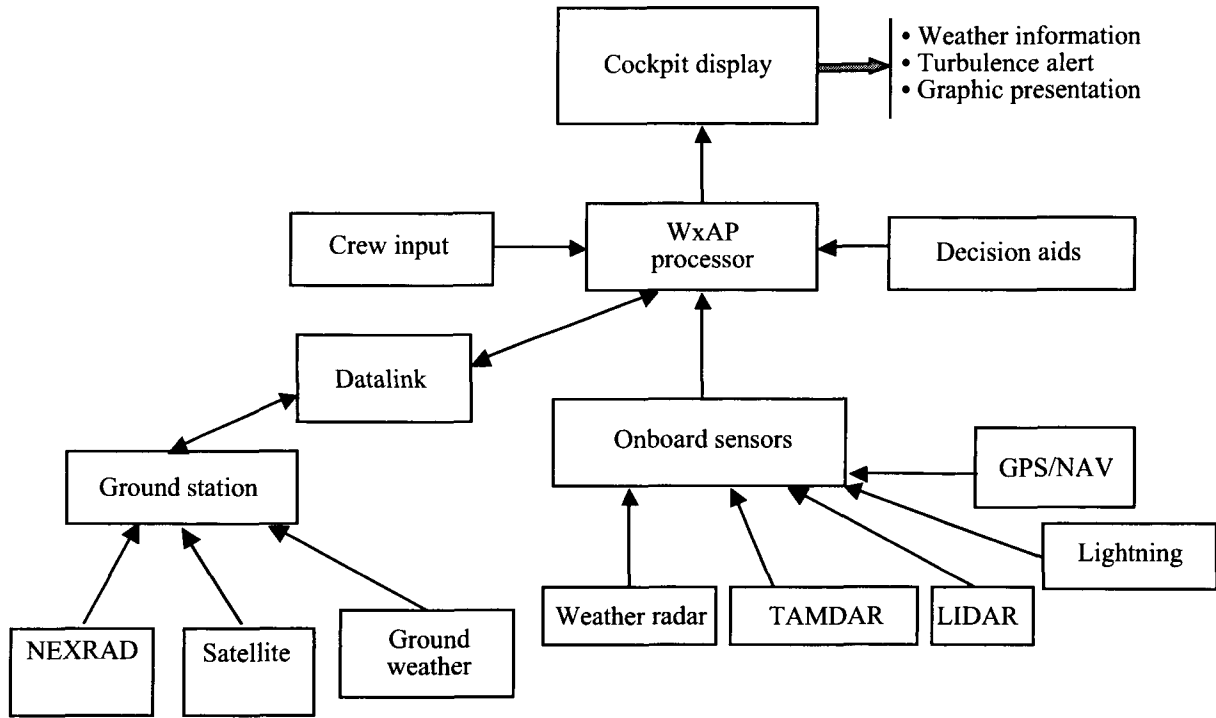 Cockpit display
• Weather information
• Turbulence alert
• Graphic presentation
Crew input
WxAP
processor
Decision aids
Datalink
Onboard sensors
GPS/NAV
Ground station
Lightning
Weather radar
TAMDAR
LIDAR
NEXRAD
Satellite
Ground
weather